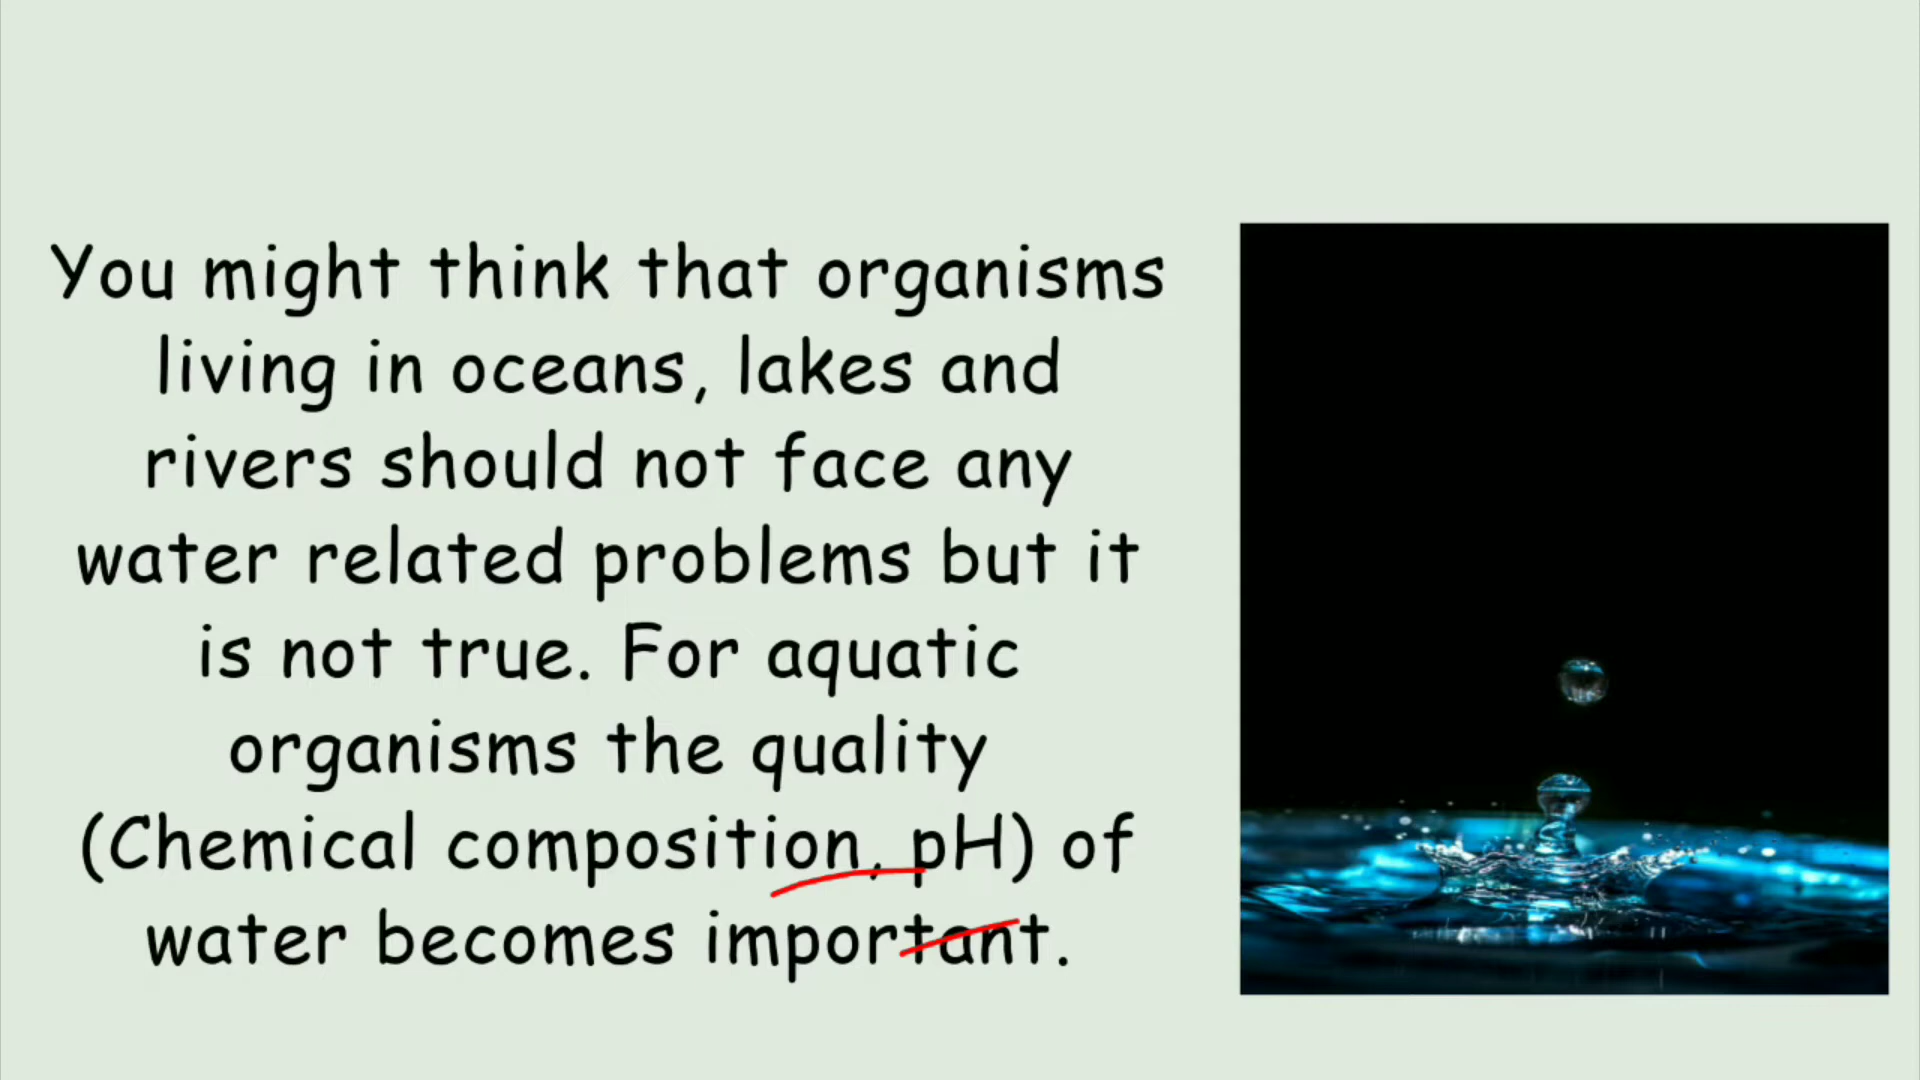 You might think that organisms
living in oceans, lakes and
rivers should not face any
water related problems but it
is not true. For aquatic
organisms the quality
(Chemical composition, pH) of
water becomes important.